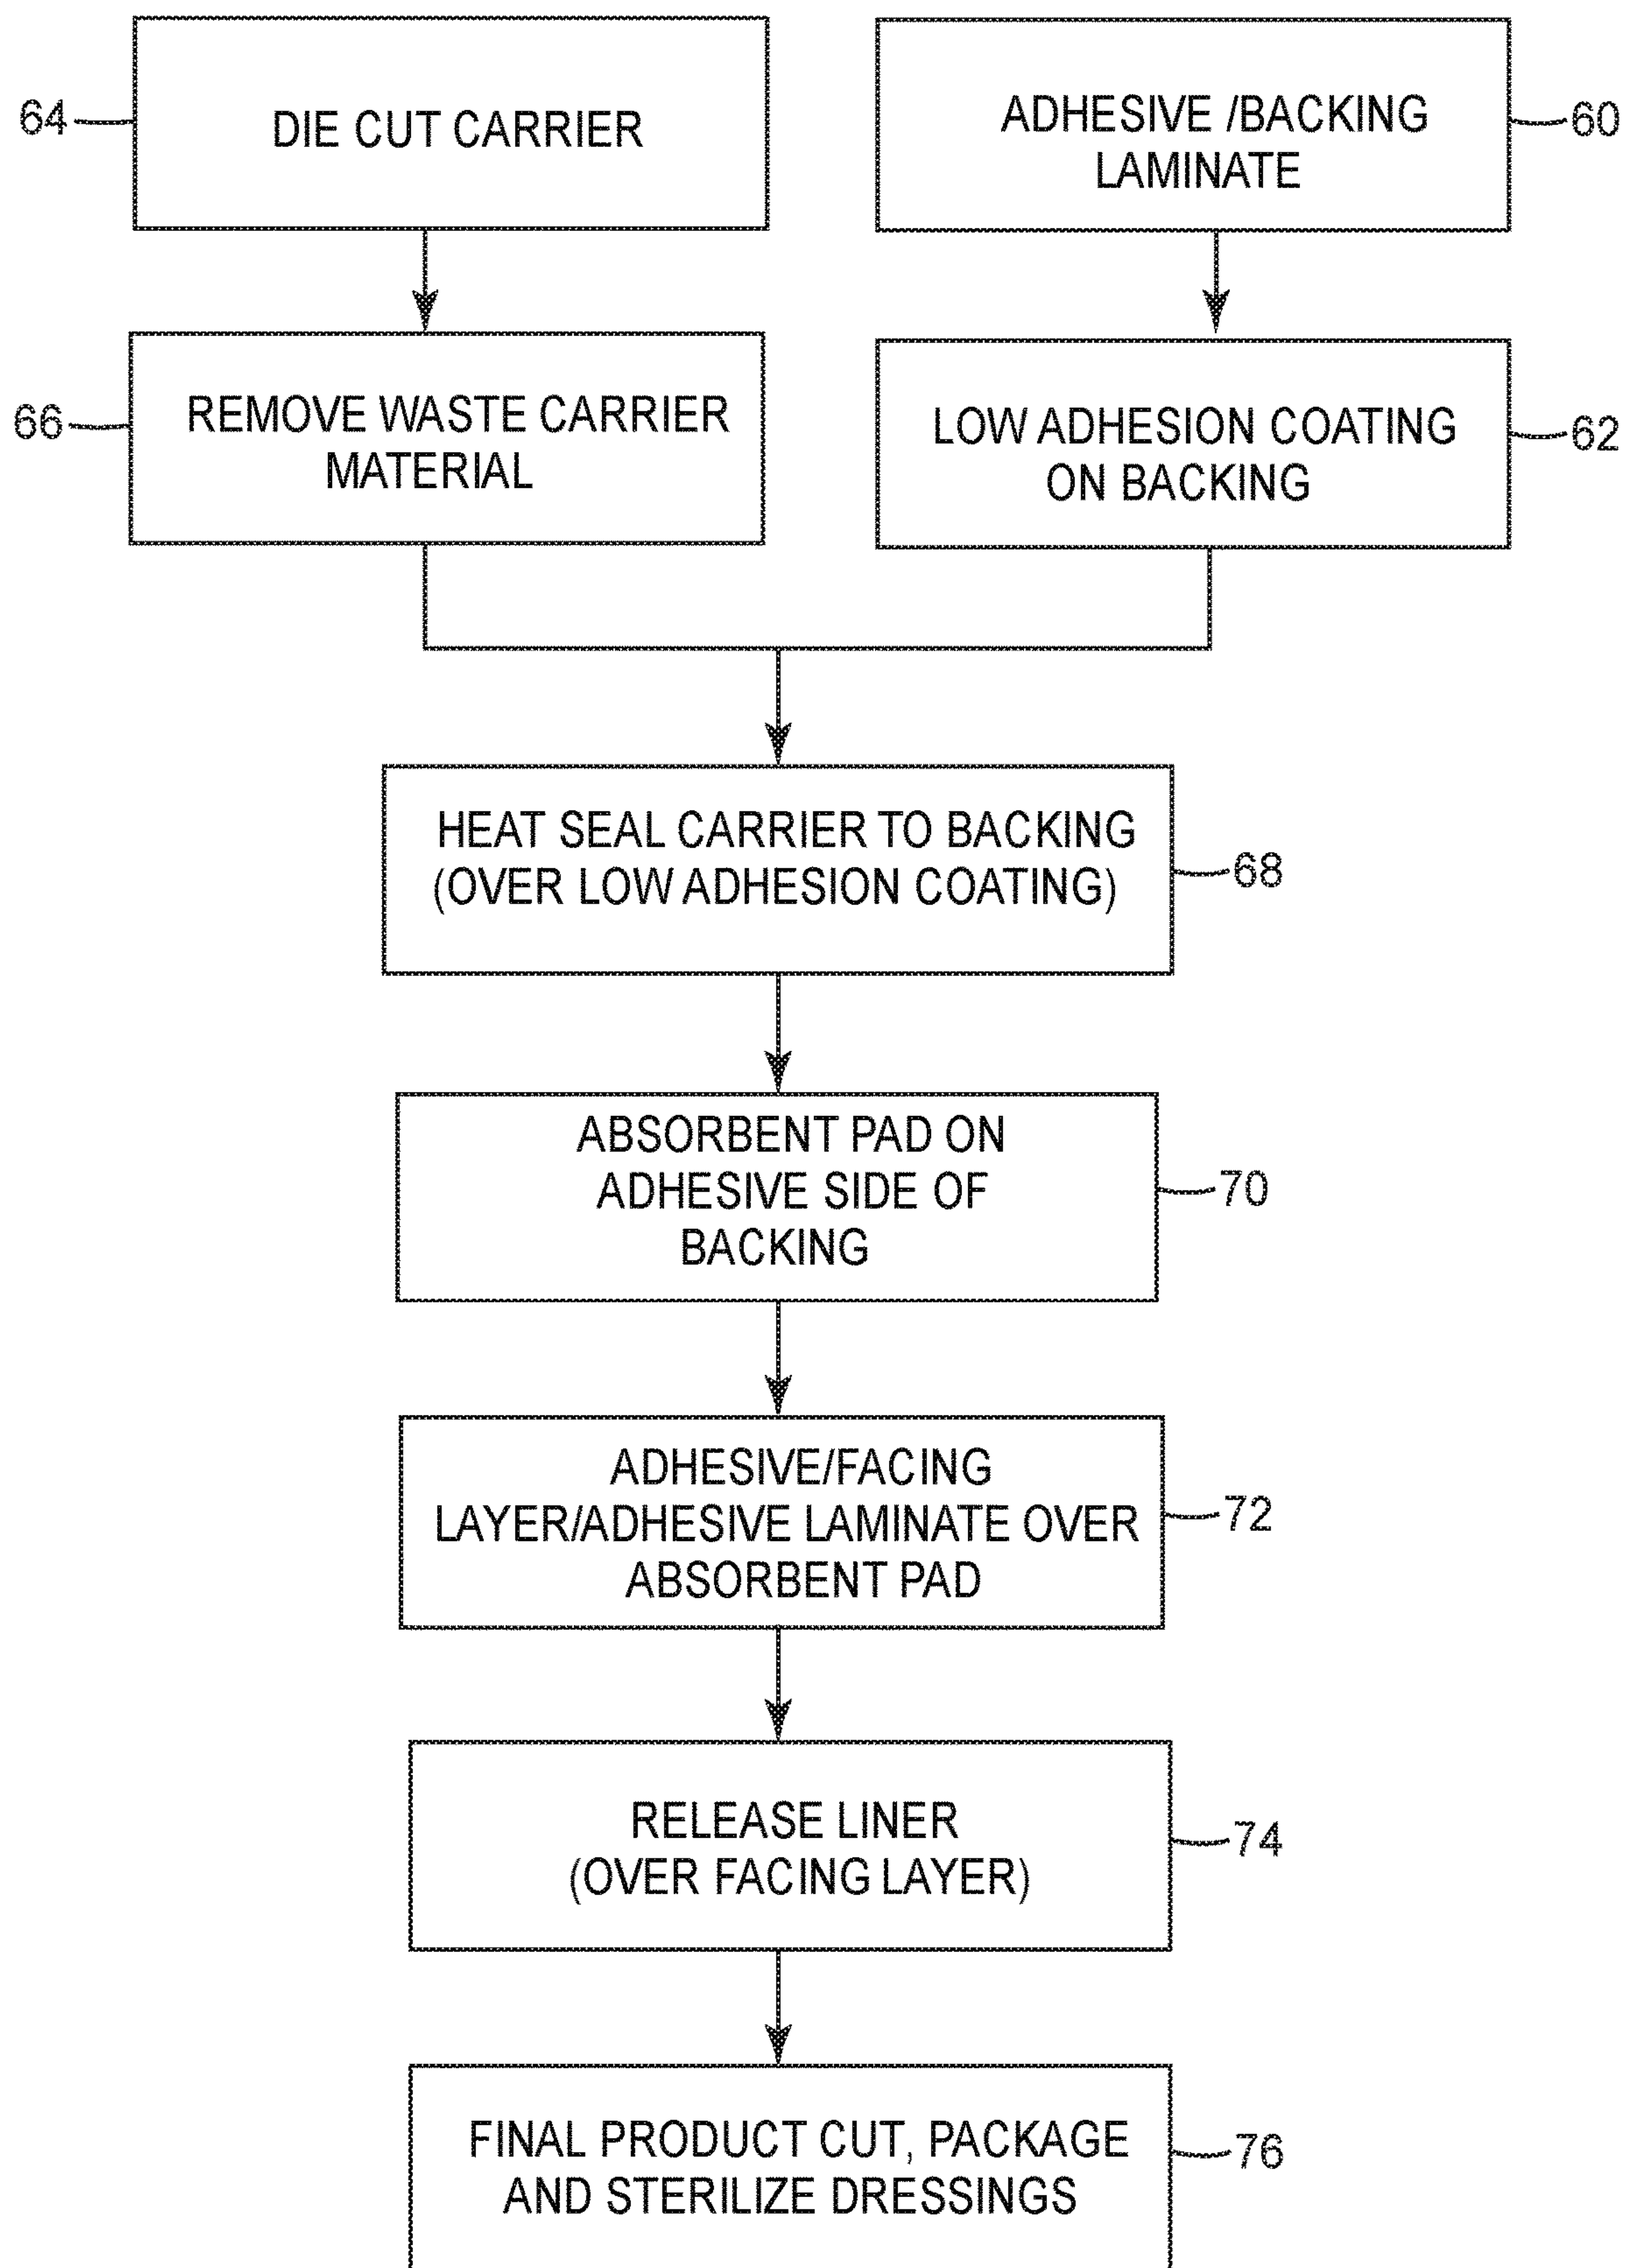 64
DIE CUT CARRIER
ADHESIVE /BACKING
LAMINATE
60
66
REMOVE WASTE CARRIER
MATERIAL
LOW ADHESION COATING
ON BACKING
62
HEAT SEAL CARRIER TO BACKING
(OVER LOW ADHESION COATING)
68
ABSORBENT PAD ON
ADHESIVE SIDE OF
BACKING
70
ADHESIVE/FACING
LAYER/ADHESIVE LAMINATE OVER
ABSORBENT PAD
72
RELEASE LINER
(OVER FACING LAYER)
74
FINAL PRODUCT CUT, PACKAGE
AND STERILIZE DRESSINGS
76